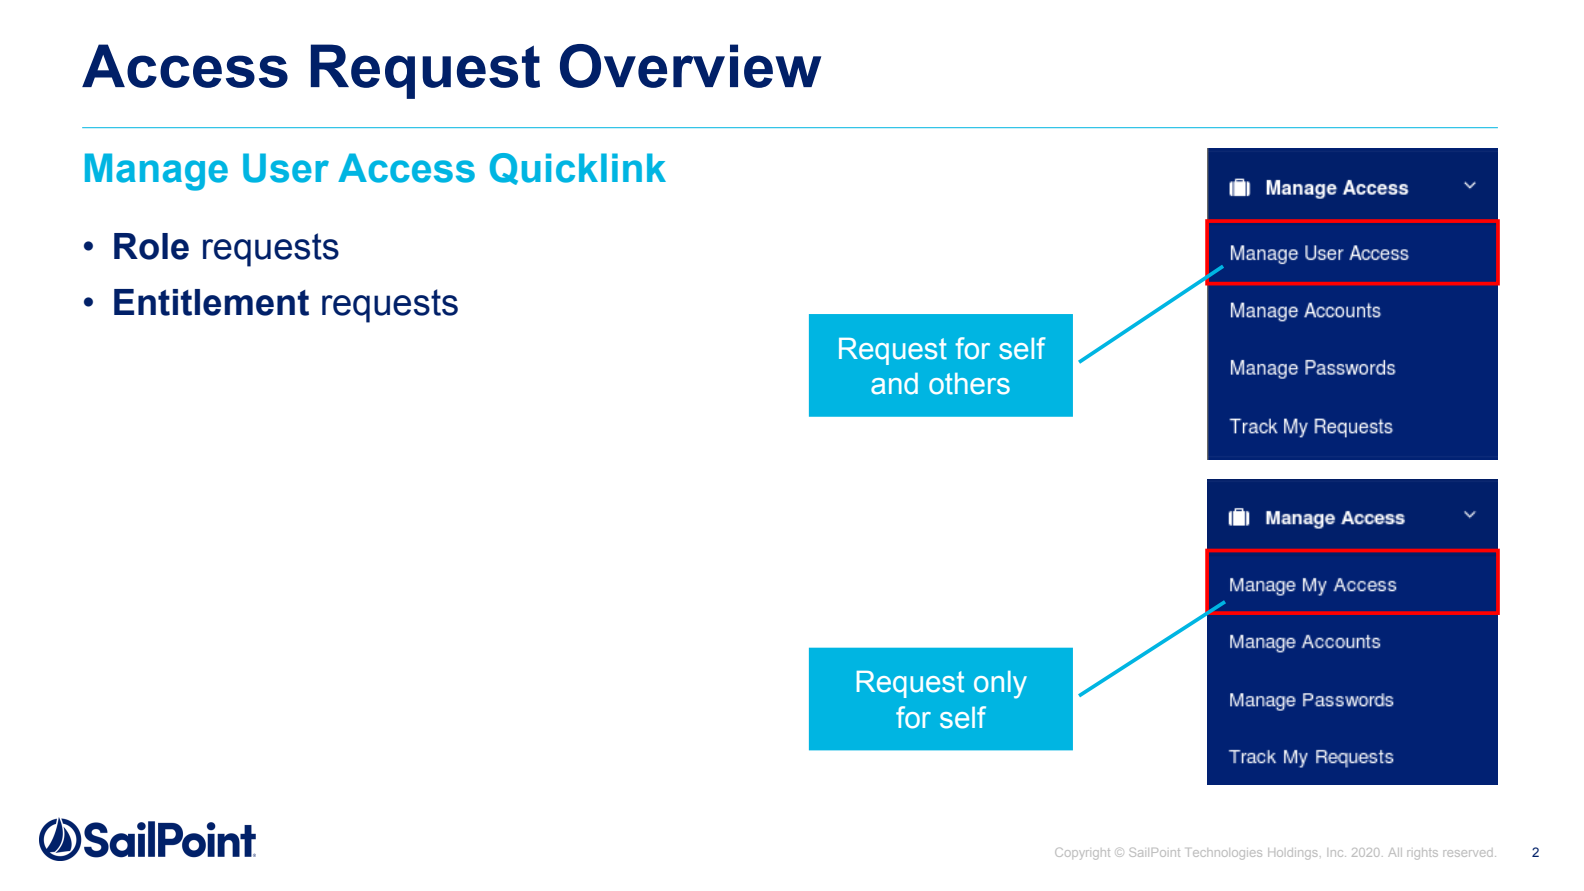 Access Request Overview
Manage User Access Quicklink
• Role requests
• Entitlement requests
Request for self
and others
Manage Access
Manage User Access
Manage Accounts
Manage Passwords
Track My Requests
Request only
for self
Manage Access
Manage My Access
Manage Accounts
Manage Passwords
Track My Requests
SailPoint
Copyright © SailPoint Technologies Holdings, Inc. 2020. All rights reserved.
2